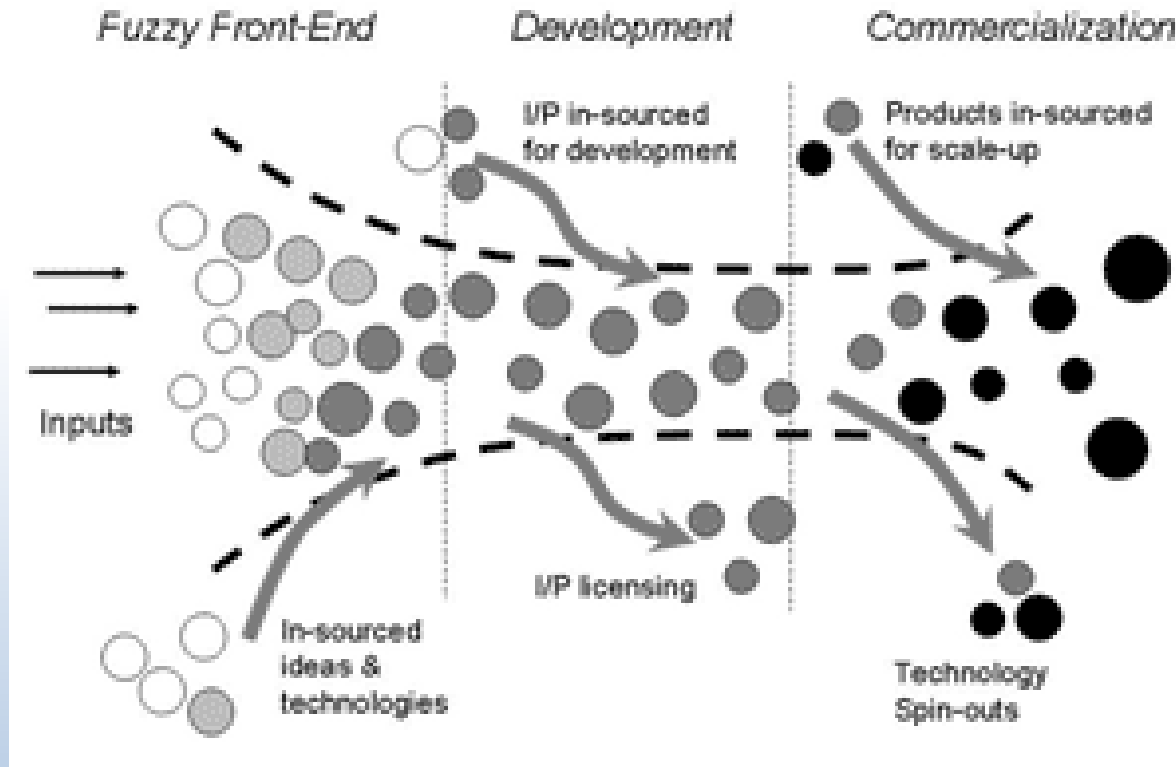 Fuzzy Front-End
Development
Commercialization
I/P in-sourced
for development
Products in-sourced
for scale-up
Inputs
I/P licensing
In-sourced
ideas &
technologies
Technology
Spin-outs